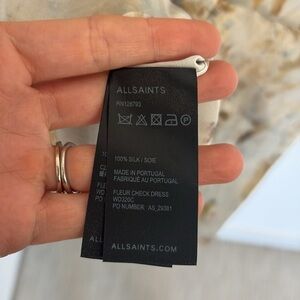 ALLSAINTS
RN128793
100% SILK / SOIE
MADE IN PORTUGAL
FABRIQUÉ AU PORTUGAL
FLEUR CHECK DRESS
WD320C
PO NUMBER: AS_29381
ALLSAINTS.COM